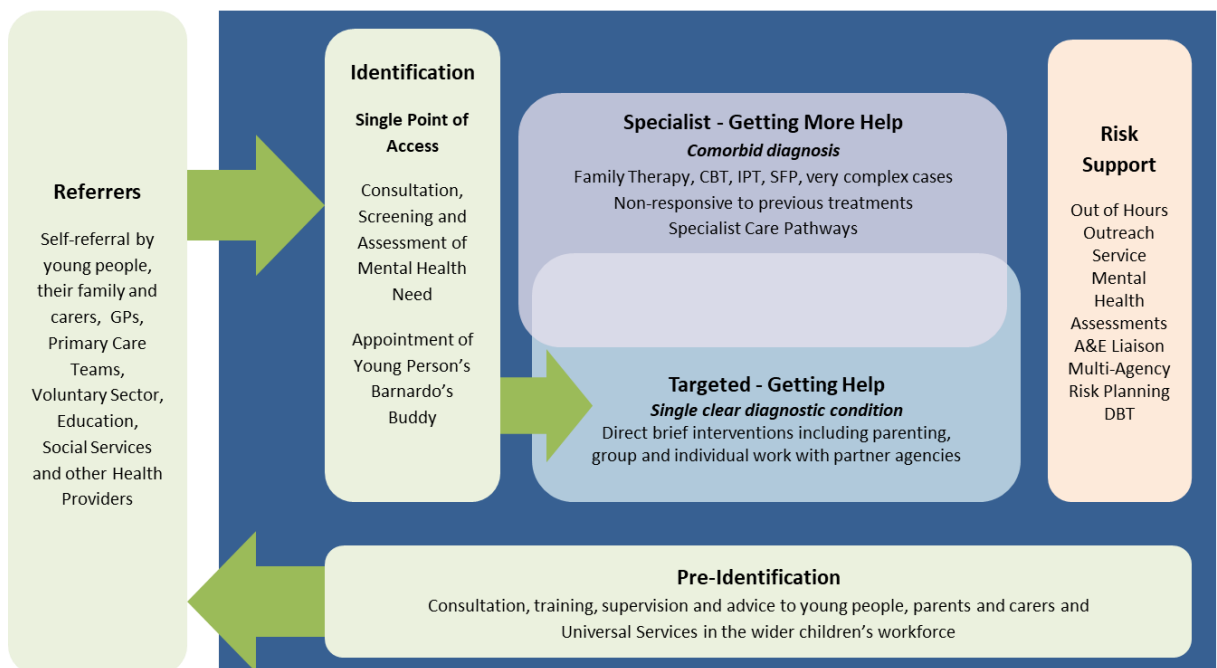 Referrers
Self-referral by
young people,
their family and
carers, GPs,
Primary Care
Teams,
Voluntary Sector,
Education,
Social Services
and other Health
Providers
Identification
Single Point of
Access
Consultation,
Screening and
Assessment of
Mental Health
Need
Appointment of
Young Person's
Barnardo's
Buddy
Specialist - Getting More Help
Comorbid diagnosis
Family Therapy, CBT, IPT, SFP, very complex cases
Non-responsive to previous treatments
Specialist Care Pathways
Targeted - Getting Help
Single clear diagnostic condition
Direct brief interventions including parenting,
group and individual work with partner agencies
Risk
Support
Out of Hours
Outreach
Service
Mental
Health
Assessments
A&E Liaison
Multi-Agency
Risk Planning
DBT
Pre-Identification
Consultation, training, supervision and advice to young people, parents and carers and
Universal Services in the wider children's workforce